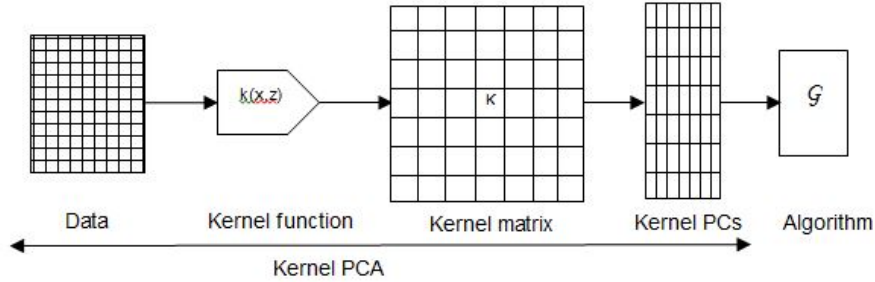 k(x,z)
K
𝒢
Data
Kernel function
Kernel matrix
Kernel PCs
Algorithm
Kernel PCA